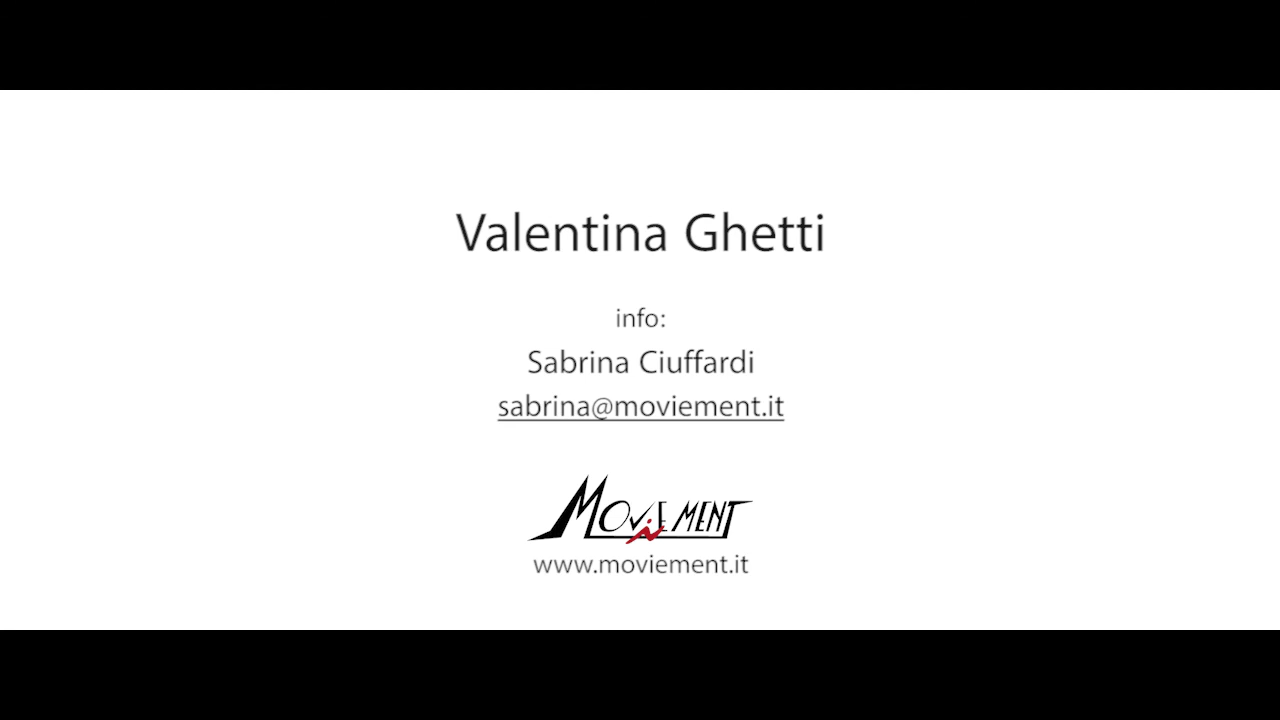 Valentina Ghetti
info:
Sabrina Ciuffardi
sabrina@moviement.it
MOVIEMENT
www.moviement.it